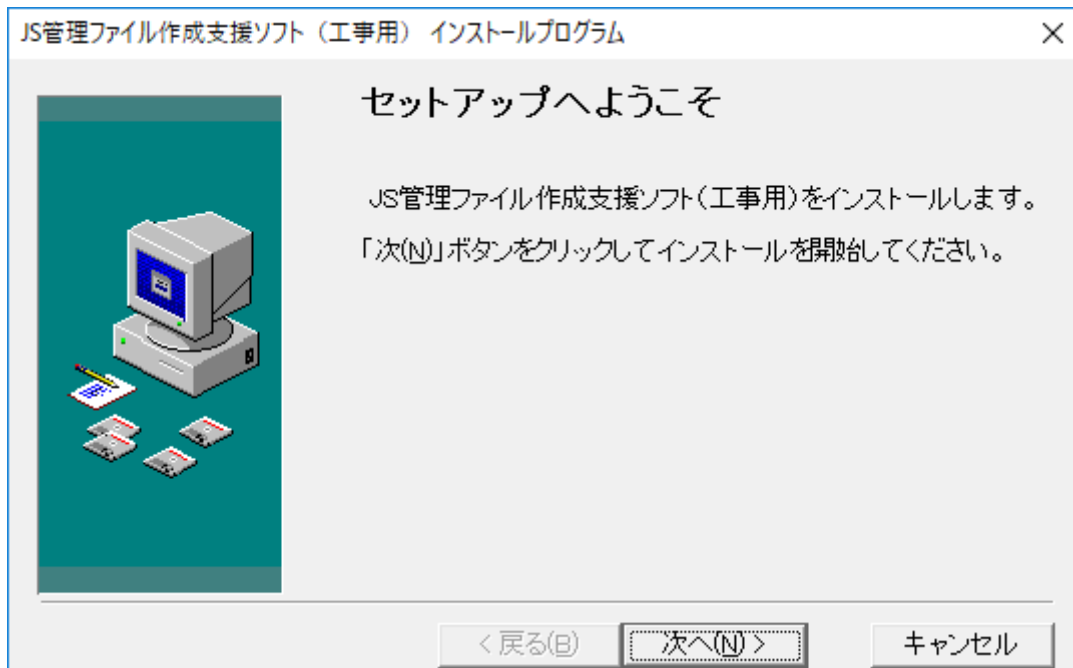 JS管理ファイル作成支援ソフト（工事用） インストールプログラム
セットアップへようこそ
JS管理ファイル作成支援ソフト(工事用)をインストールします。
「次(N)」ボタンをクリックしてインストールを開始してください。
< 戻る(B)
次へ(N) >
キャンセル